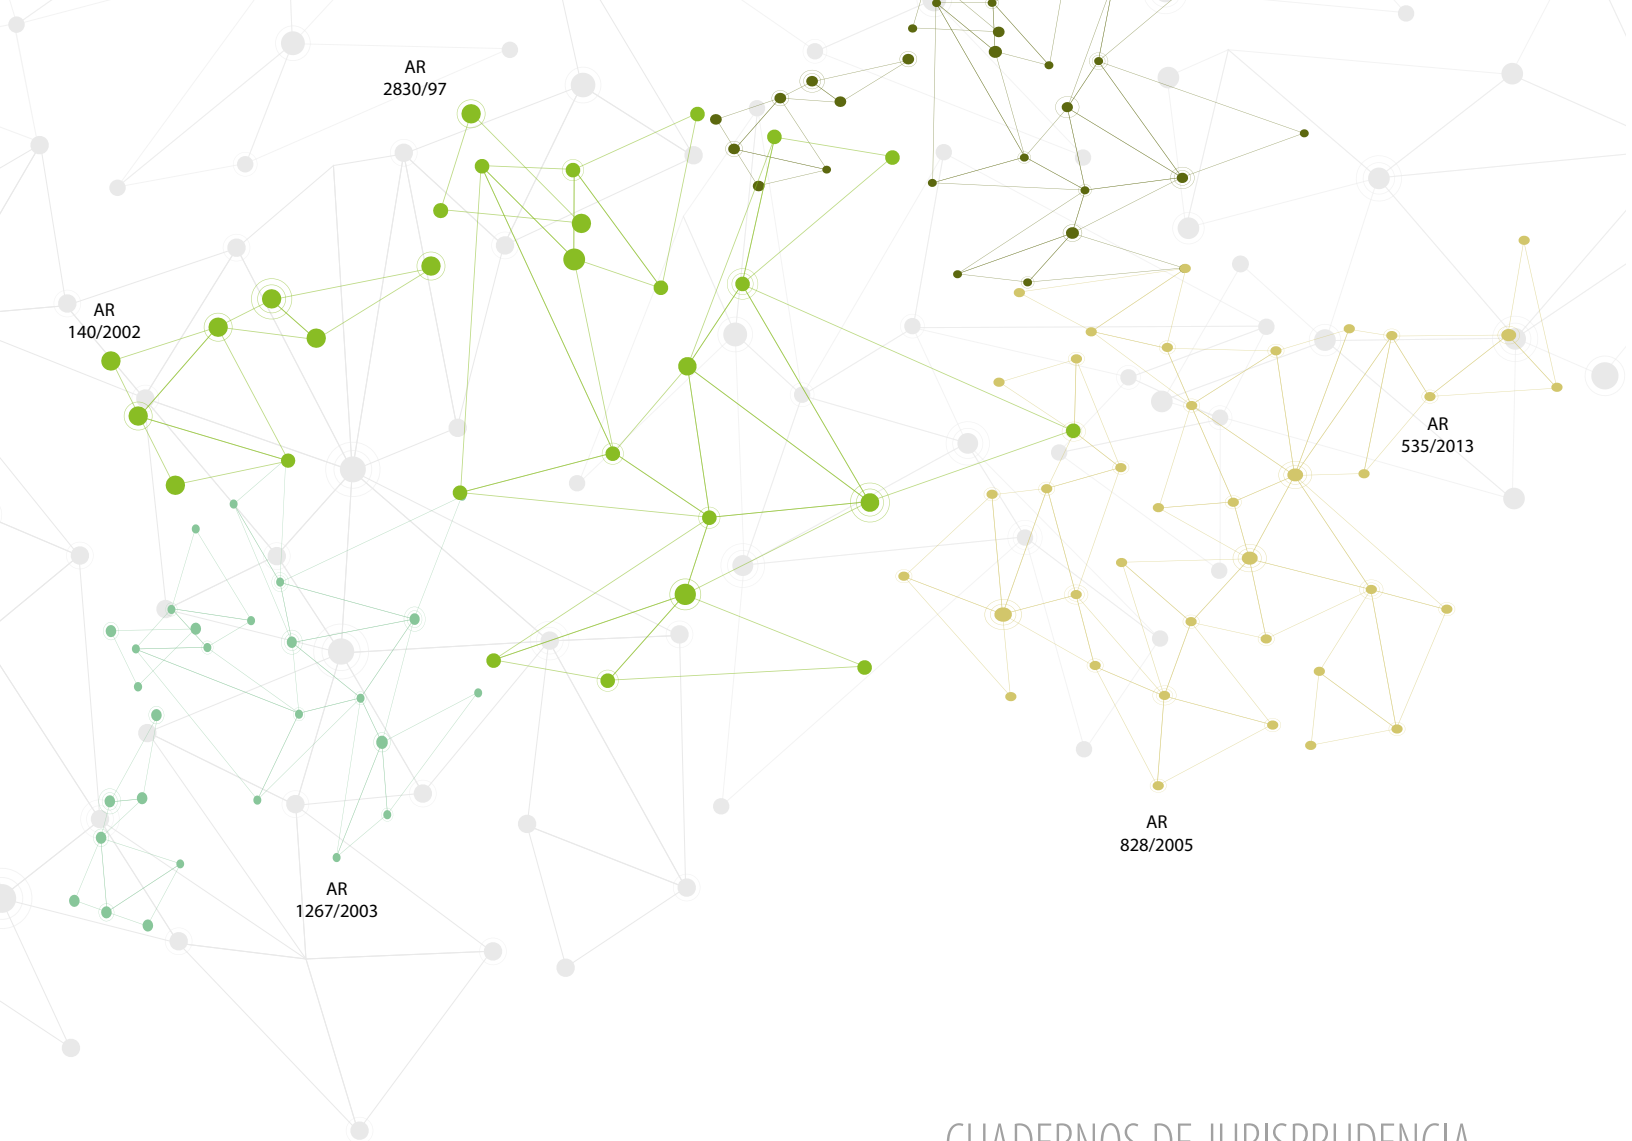 AR
2830/97
AR
140/2002
AR
535/2013
AR
828/2005
AR
1267/2003
CUADERNOS DE JURISPRUDENCIA